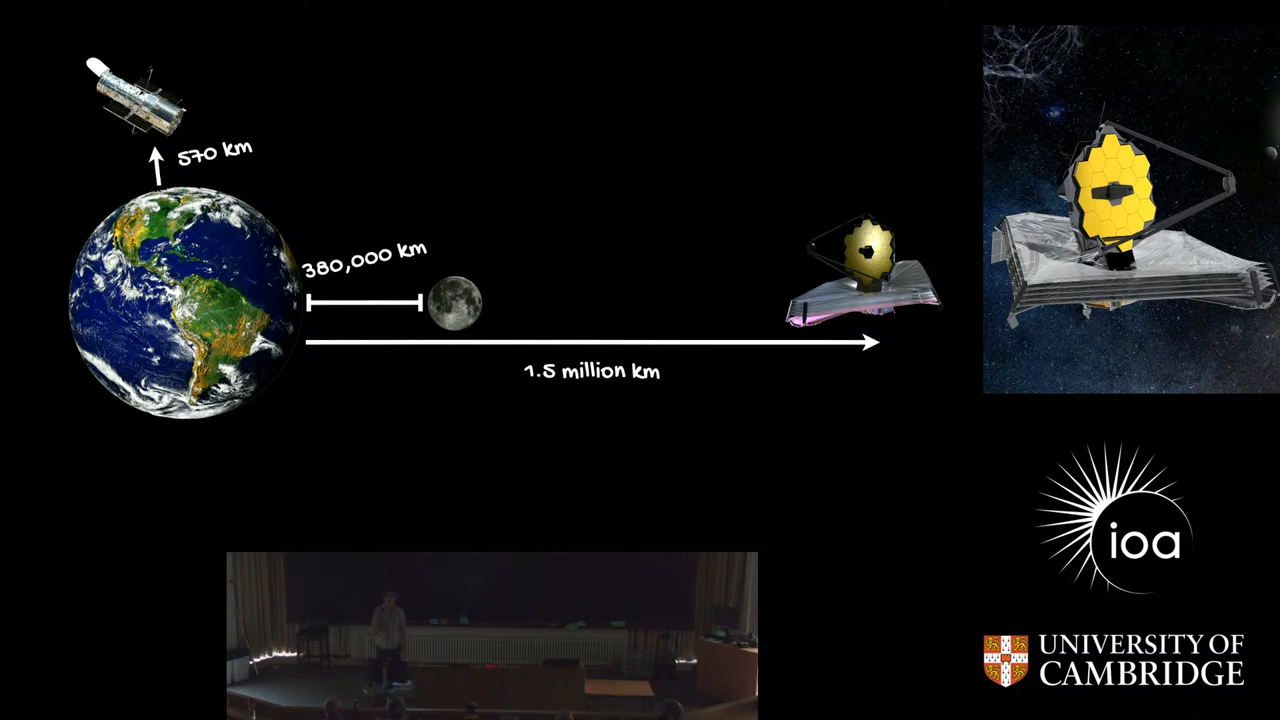 570 km
380,000 km
1.5 million km
ioa
UNIVERSITY OF
CAMBRIDGE